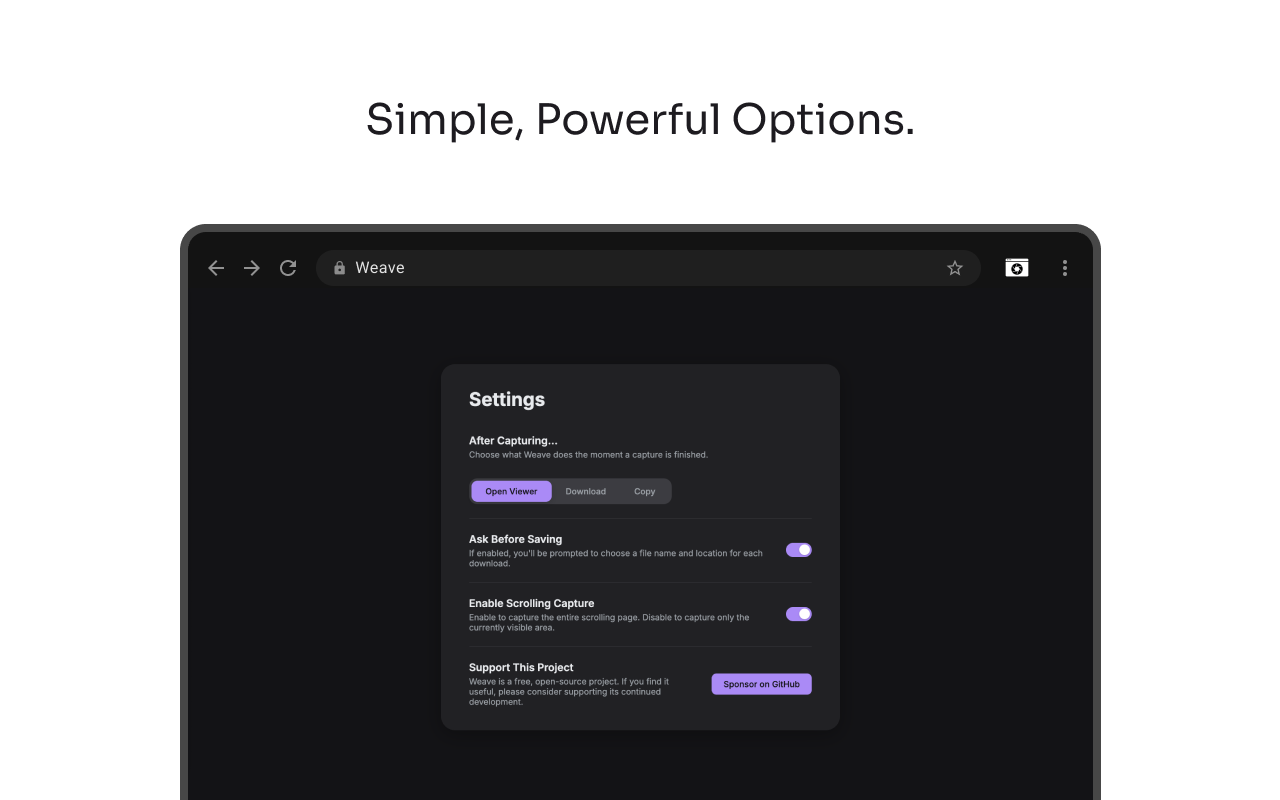 Simple, Powerful Options.
Weave
Settings
After Capturing...
Choose what Weave does the moment a capture is finished.
Open Viewer Download Copy
Ask Before Saving
If enabled, you'll be prompted to choose a file name and location for each
download.
Enable Scrolling Capture
Enable to capture the entire scrolling page. Disable to capture only the
currently visible area.
Support This Project
Weave is a free, open-source project. If you find it
useful, please consider supporting its continued
development.
Sponsor on GitHub